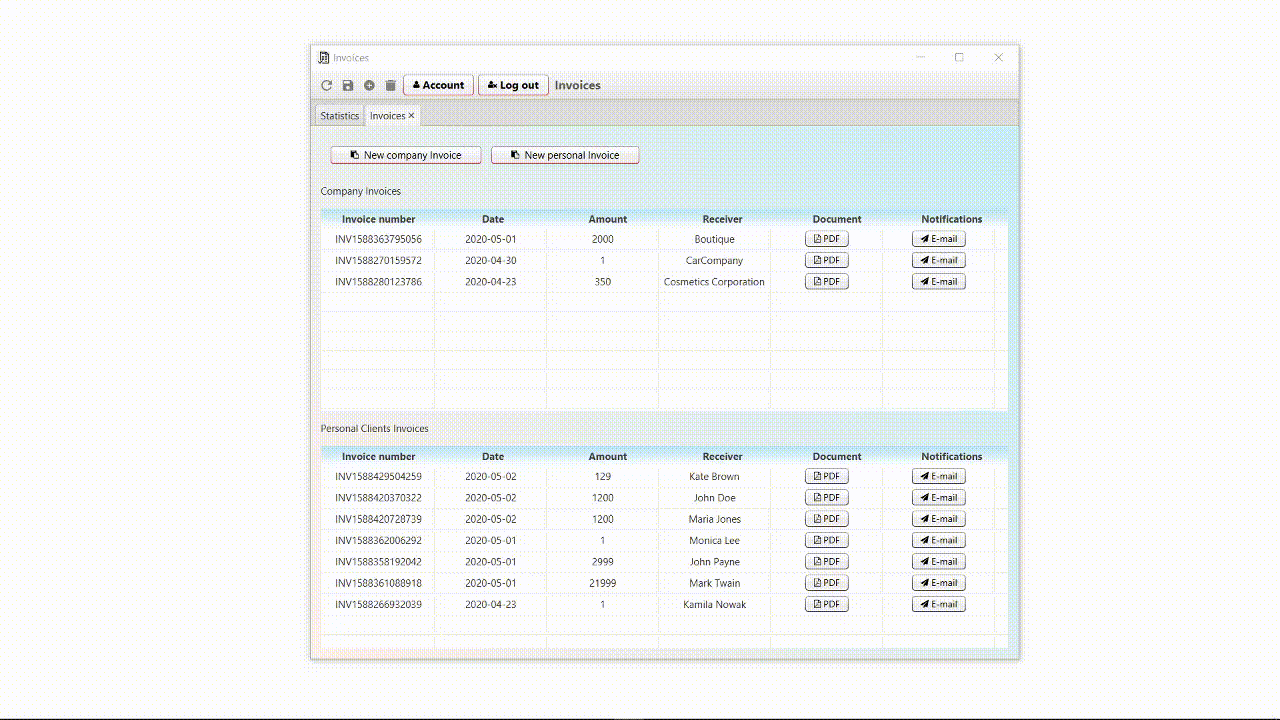 Invoices
Account Log out Invoices
Statistics Invoices
New company Invoice New personal Invoice
Company Invoices
Invoice number Date Amount Receiver Document Notifications
INV1588363795056 2020-05-01 2000 Boutique PDF E-mail
INV1588270159572 2020-04-30 1 CarCompany PDF E-mail
INV1588280123786 2020-04-23 350 Cosmetics Corporation PDF E-mail
Personal Clients Invoices
Invoice number Date Amount Receiver Document Notifications
INV1588429504259 2020-05-02 129 Kate Brown PDF E-mail
INV1588420370322 2020-05-02 1200 John Doe PDF E-mail
INV1588420728739 2020-05-02 1200 Maria Jones PDF E-mail
INV1588362006292 2020-05-01 1 Monica Lee PDF E-mail
INV1588358192042 2020-05-01 2999 John Payne PDF E-mail
INV1588361088918 2020-05-01 21999 Mark Twain PDF E-mail
INV1588266932039 2020-04-23 1 Kamila Nowak PDF E-mail